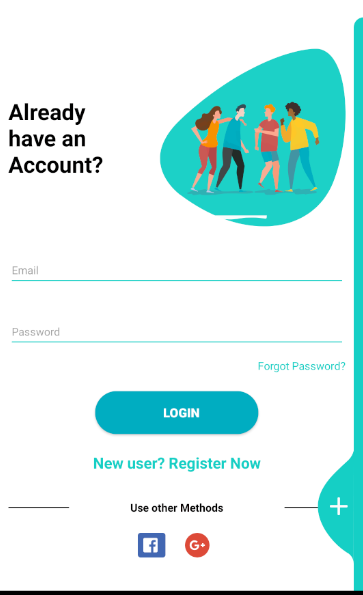 Already
have an
Account?
Email
Password
Forgot Password?
LOGIN
New user? Register Now
Use other Methods
G+